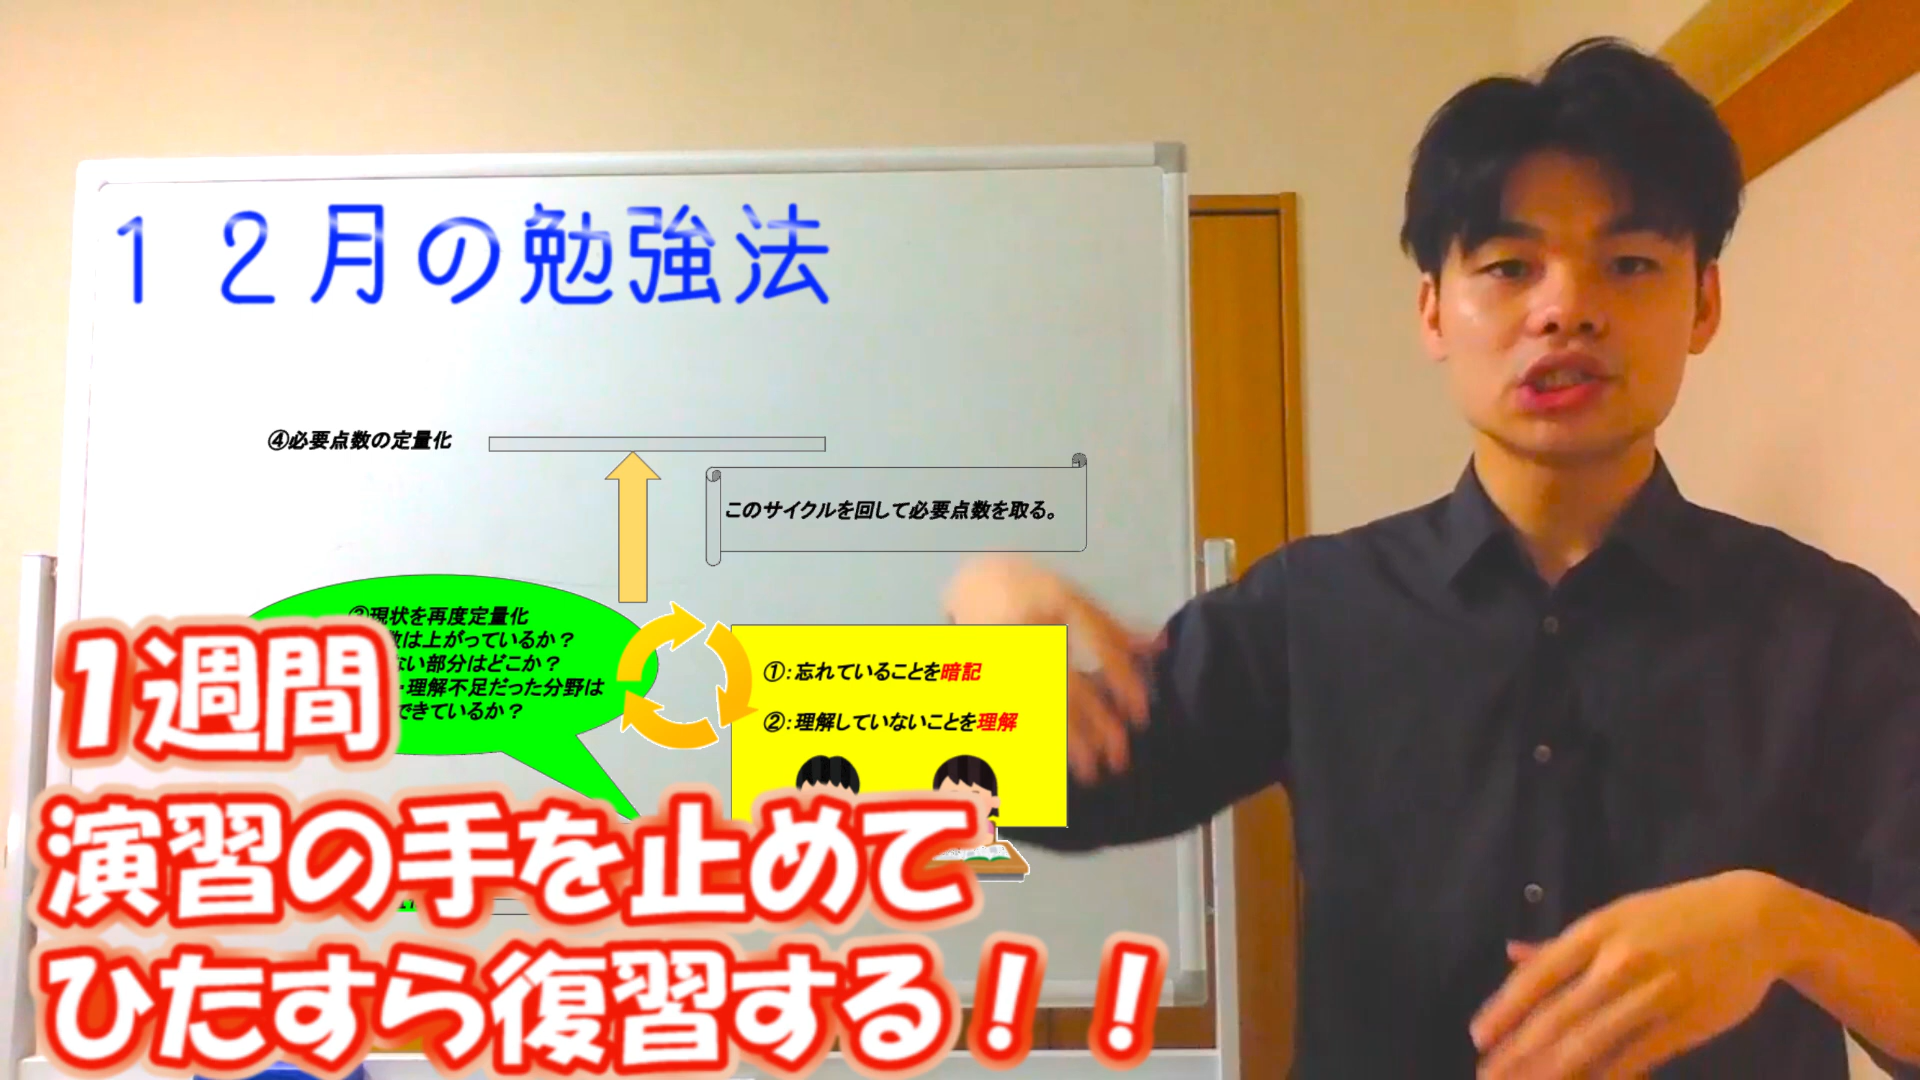 12月の勉強法
④必要点数の定量化
このサイクルを回して必要点数を取る。
③現状を再度定量化
数は上がっているか？
ない部分はどこか？
・理解不足だった分野は
できているか？
①：忘れていることを暗記
②：理解していないことを理解
1週間
演習の手を止めて
ひたすら復習する！！